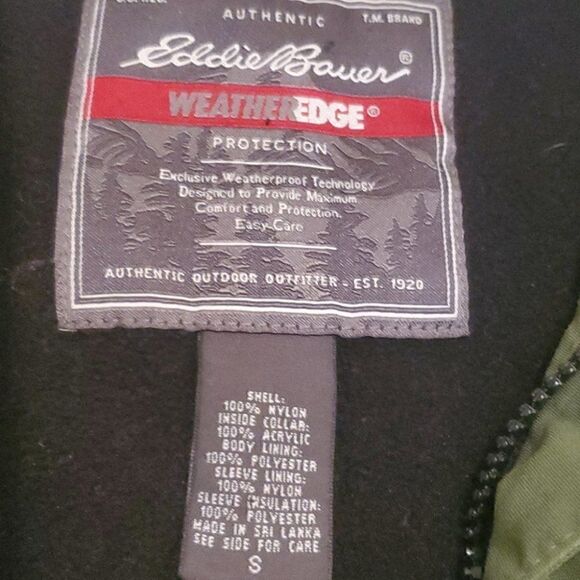 AUTHENTIC
T.M. BRAND
Eddie Bauer®
WEATHEREDGE®
PROTECTION
Exclusive Weatherproof Technology
Designed to Provide Maximum
Comfort and Protection.
Easy Care
AUTHENTIC OUTDOOR OUTFITTER - EST. 1920
SHELL:
100% NYLON
INSIDE COLLAR:
100% ACRYLIC
BODY LINING:
100% POLYESTER
SLEEVE LINING:
100% NYLON
SLEEVE INSULATION:
100% POLYESTER
MADE IN SRI LANKA
SEE SIDE FOR CARE
S